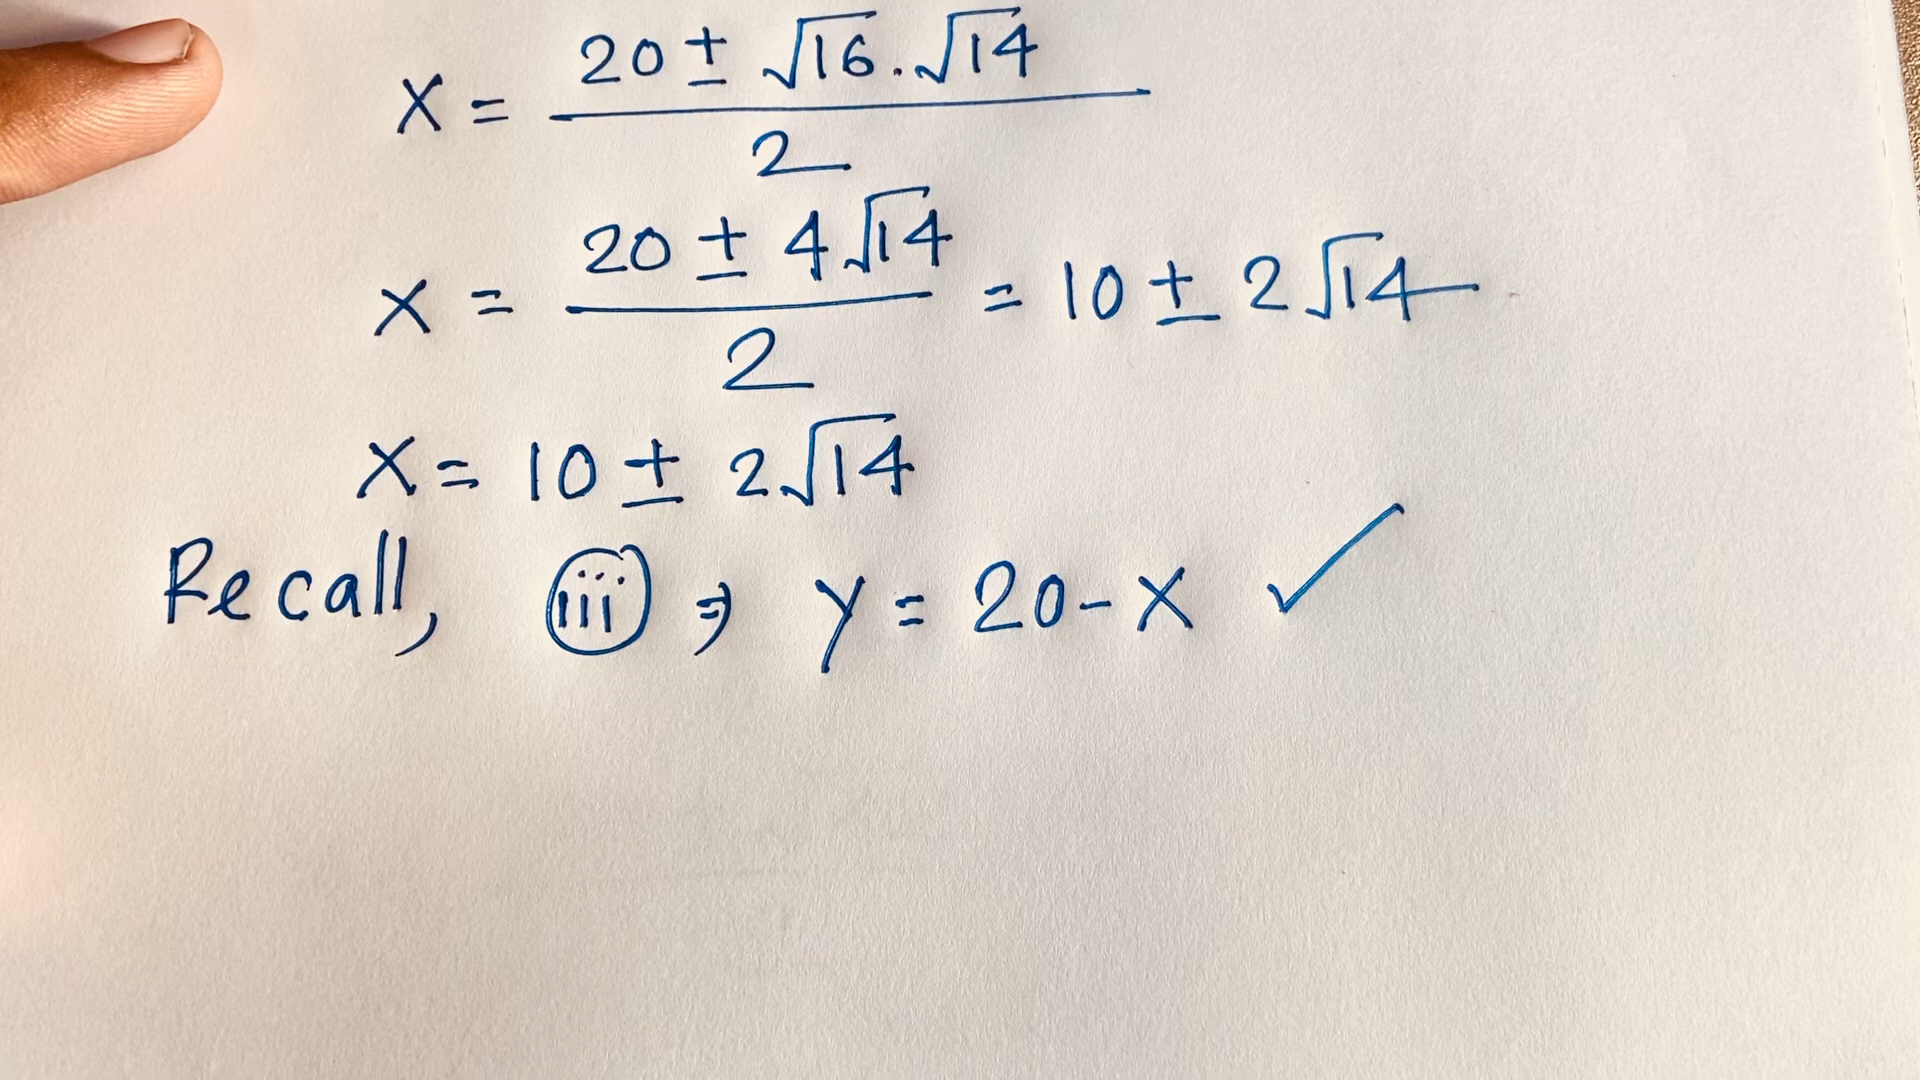 x = (20 ± √16 . √14) / 2
x = (20 ± 4√14) / 2 = 10 ± 2√14
x = 10 ± 2√14
Recall, (iii) ⇒ y = 20 - x ✓